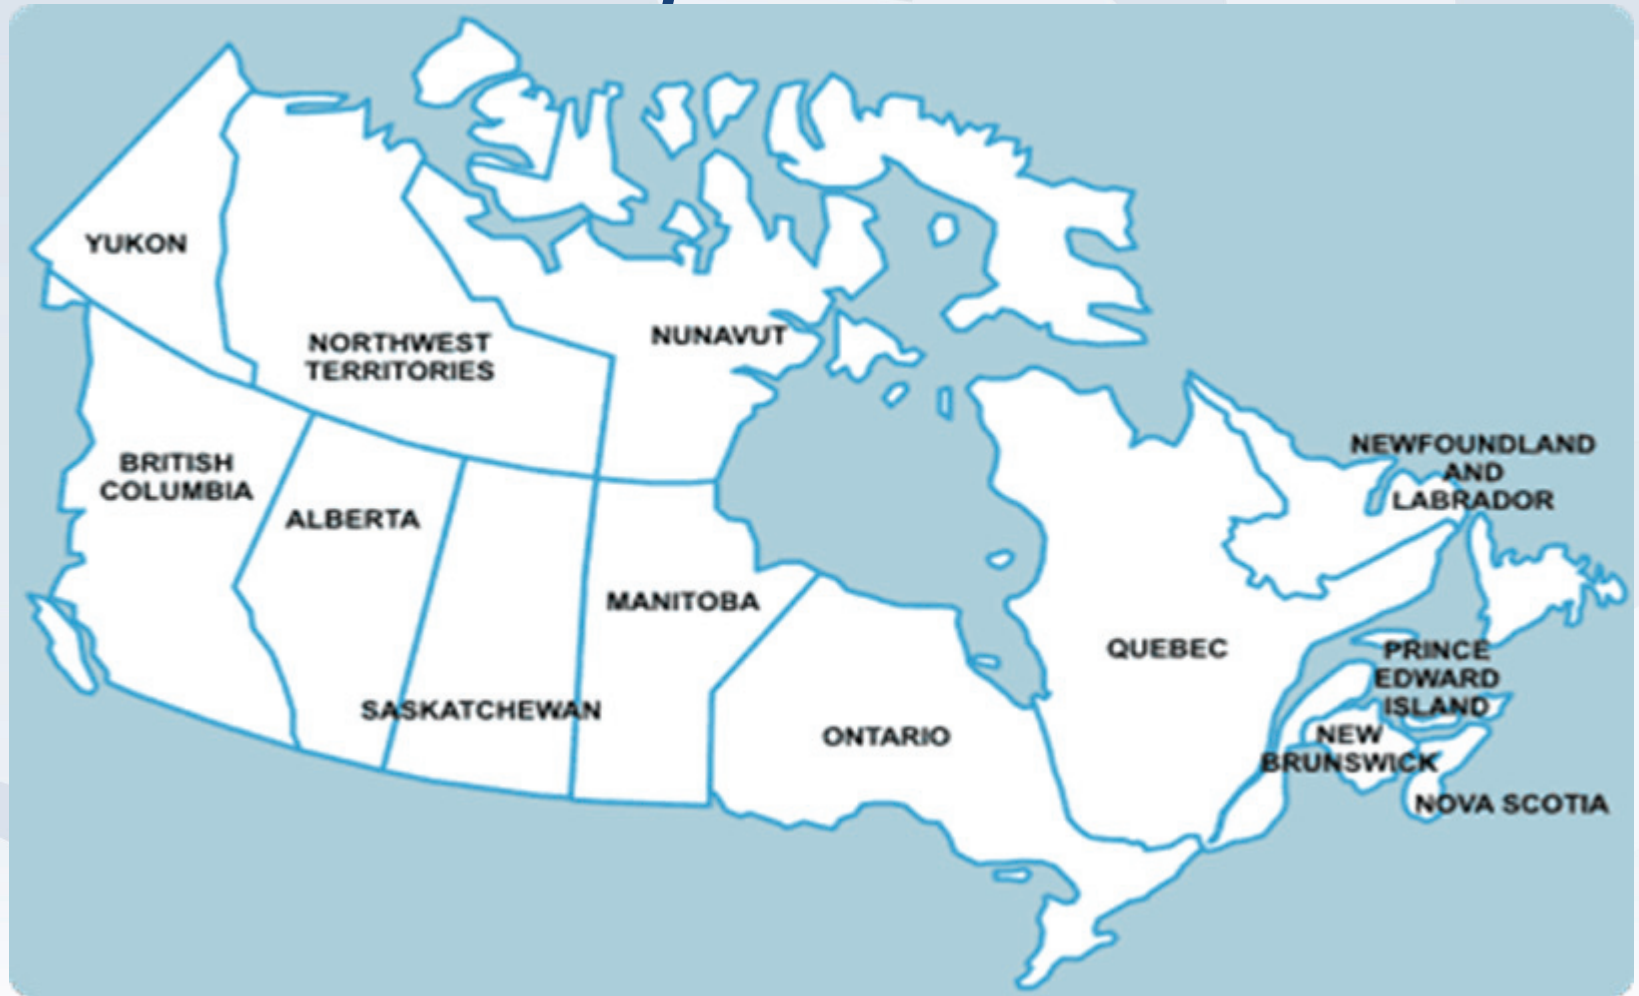 YUKON
NORTHWEST
TERRITORIES
NUNAVUT
BRITISH
COLUMBIA
ALBERTA
SASKATCHEWAN
MANITOBA
ONTARIO
QUEBEC
NEWFOUNDLAND
AND
LABRADOR
PRINCE
EDWARD
ISLAND
NEW
BRUNSWICK
NOVA SCOTIA